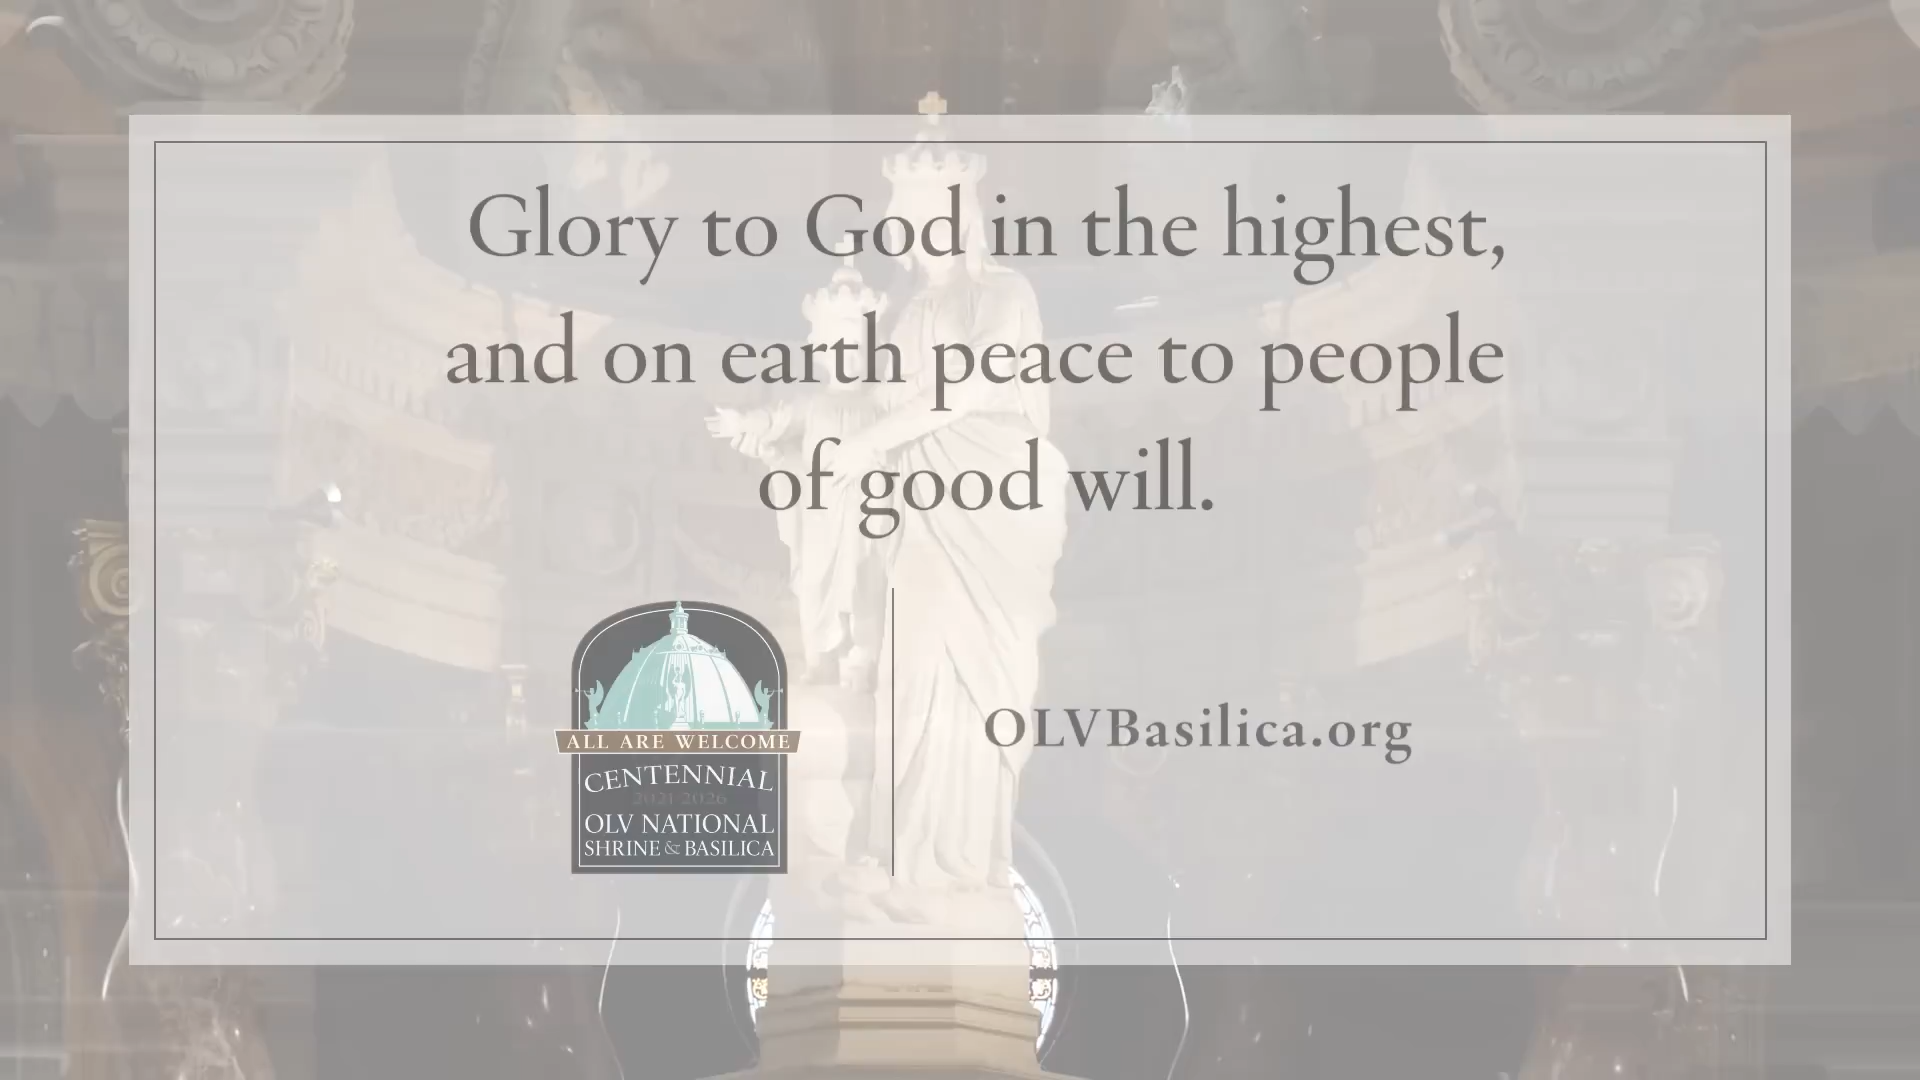 Glory to God in the highest,
and on earth peace to people
of good will.
ALL ARE WELCOME
CENTENNIAL
2021-2026
OLV NATIONAL
SHRINE & BASILICA
OLVBasilica.org